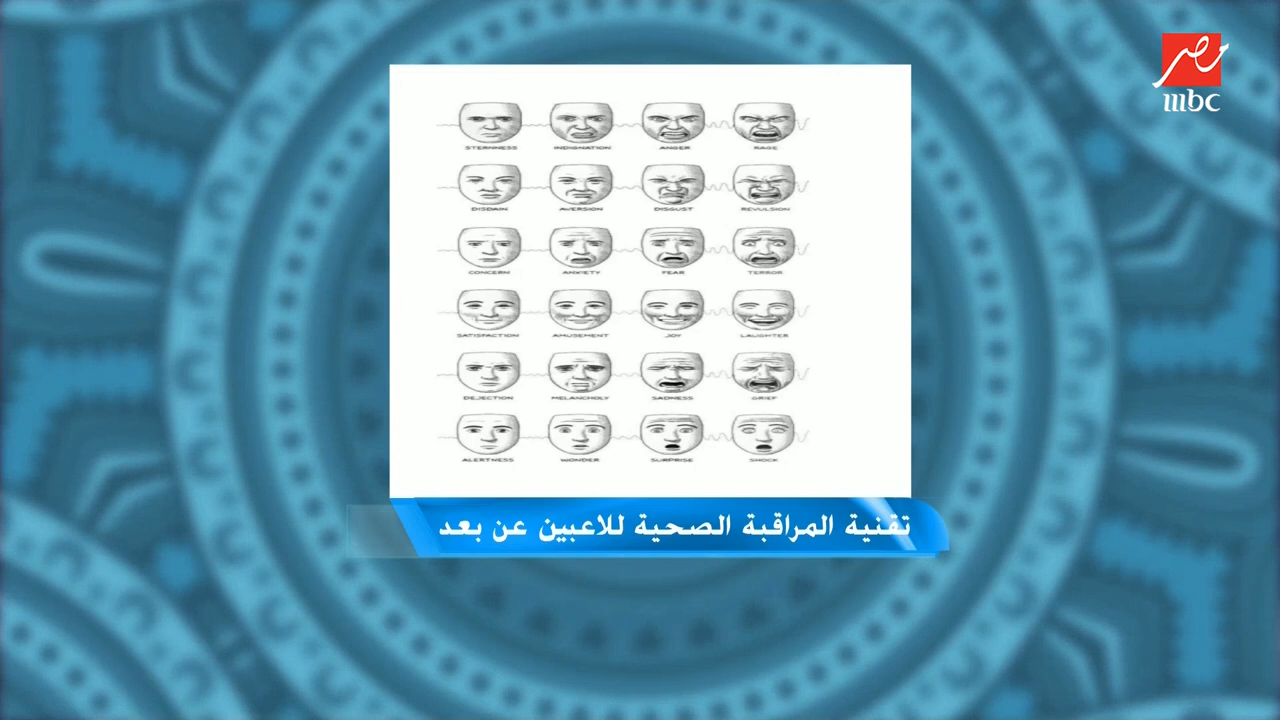 مصر
mbc
STERNNESS INDIGNATION ANGER RAGE
DISDAIN AVERSION DISGUST REVULSION
CONCERN ANXIETY FEAR TERROR
SATISFACTION AMUSEMENT JOY LAUGHTER
DEJECTION MELANCHOLY SADNESS GRIEF
ALERTNESS WONDER SURPRISE SHOCK
تقنية المراقبة الصحية للاعبين عن بعد